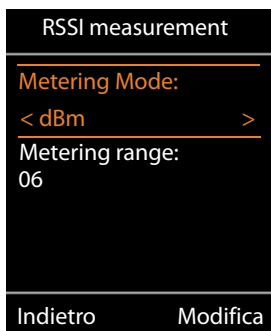 RSSI measurement
Metering Mode:
< dBm >
Metering range:
06
Indietro Modifica